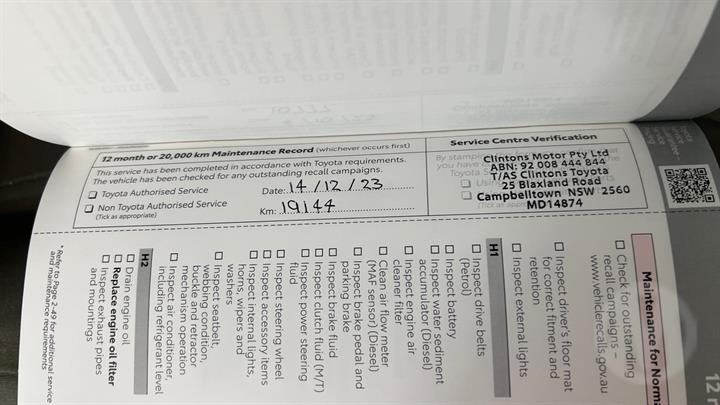 12 month or 20,000 km Maintenance Record (whichever occurs first)
This service has been completed in accordance with Toyota requirements.
The vehicle has been checked for any outstanding recall campaigns.
Toyota Authorised Service
Non Toyota Authorised Service
(Tick as appropriate)
Date: 14/12/23
Km: 19144
Service Centre Verification
By stamping
you have
Toyota
Clintons Motor Pty Ltd
ABN: 92 008 444 844
T/AS Clintons Toyota
25 Blaxland Road
Campbelltown NSW 2560
MD14874
(Tick as
Maintenance for Norma
Check for outstanding
recall campaigns –
www.vehiclerecalls.gov.au
Inspect driver's floor mat
for correct fitment and
retention
Inspect external lights
H1
Inspect drive belts
(Petrol)
Inspect battery
Inspect water sediment
accumulator (Diesel)
Inspect engine air
cleaner filter
Clean air flow meter
(MAF sensor) (Diesel)
Inspect brake pedal and
parking brake
Inspect brake fluid
Inspect clutch fluid (M/T)
Inspect power steering
fluid
Inspect steering wheel
Inspect accessory items
Inspect internal lights,
horns, wipers and
washers
Inspect seatbelt,
webbing condition,
buckle and retractor
mechanism operation
Inspect air conditioner,
including refrigerant level
H2
Drain engine oil
Replace engine oil filter
Inspect exhaust pipes
and mountings
* Refer to Page 2-49 for additional service
and maintenance requirements